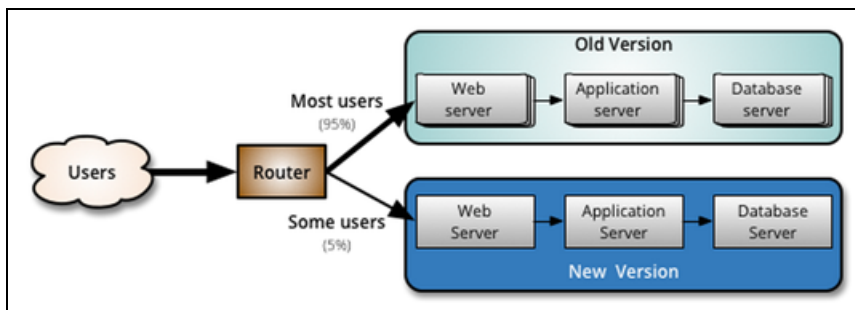 Old Version
Web
server
Application
server
Database
server
Most users
(95%)
Users
Router
Some users
(5%)
Web
Server
Application
Server
Database
Server
New Version